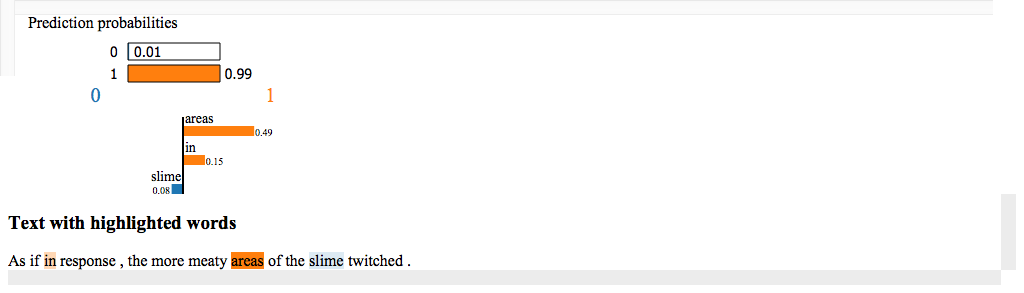 Prediction probabilities
0 0.01
1 0.99
0 1
areas
0.49
in
0.15
slime
0.08
Text with highlighted words
As if in response , the more meaty areas of the slime twitched .